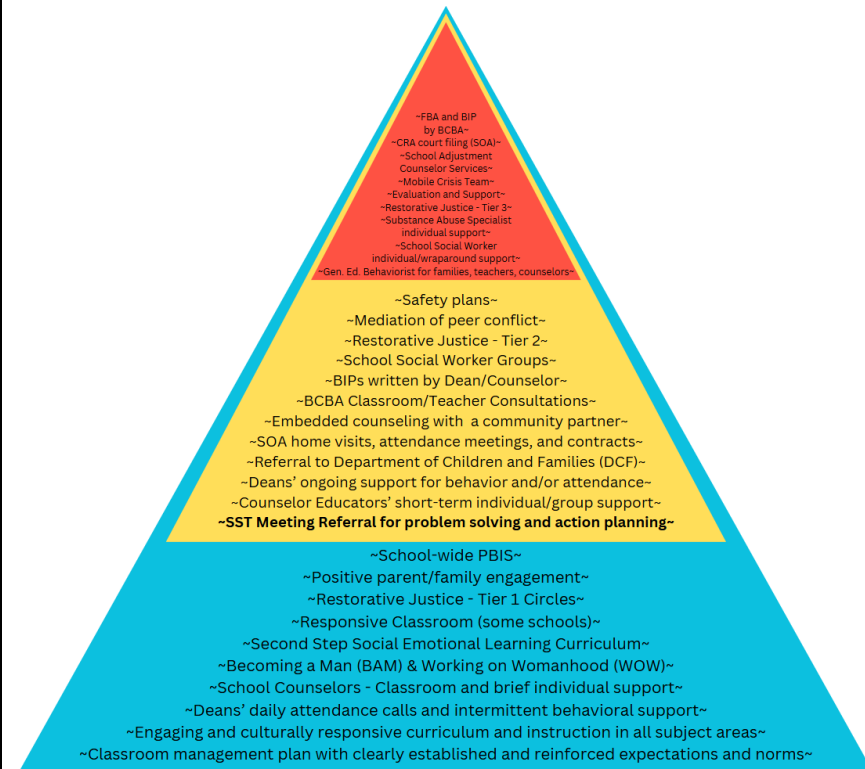 ~FBA and BIP
by BCBA~
~CRA court filing (SOA)~
~School Adjustment
Counselor Services~
~Mobile Crisis Team~
~Evaluation and Support~
~Restorative Justice - Tier 3~
~Substance Abuse Specialist
individual support~
~School Social Worker
individual/wraparound support~
~Gen. Ed. Behaviorist for families, teachers, counselors~
~Safety plans~
~Mediation of peer conflict~
~Restorative Justice - Tier 2~
~School Social Worker Groups~
~BIPs written by Dean/Counselor~
~BCBA Classroom/Teacher Consultations~
~Embedded counseling with a community partner~
~SOA home visits, attendance meetings, and contracts~
~Referral to Department of Children and Families (DCF)~
~Deans’ ongoing support for behavior and/or attendance~
~Counselor Educators’ short-term individual/group support~
~SST Meeting Referral for problem solving and action planning~
~School-wide PBIS~
~Positive parent/family engagement~
~Restorative Justice - Tier 1 Circles~
~Responsive Classroom (some schools)~
~Second Step Social Emotional Learning Curriculum~
~Becoming a Man (BAM) & Working on Womanhood (WOW)~
~School Counselors - Classroom and brief individual support~
~Deans’ daily attendance calls and intermittent behavioral support~
~Engaging and culturally responsive curriculum and instruction in all subject areas~
~Classroom management plan with clearly established and reinforced expectations and norms~